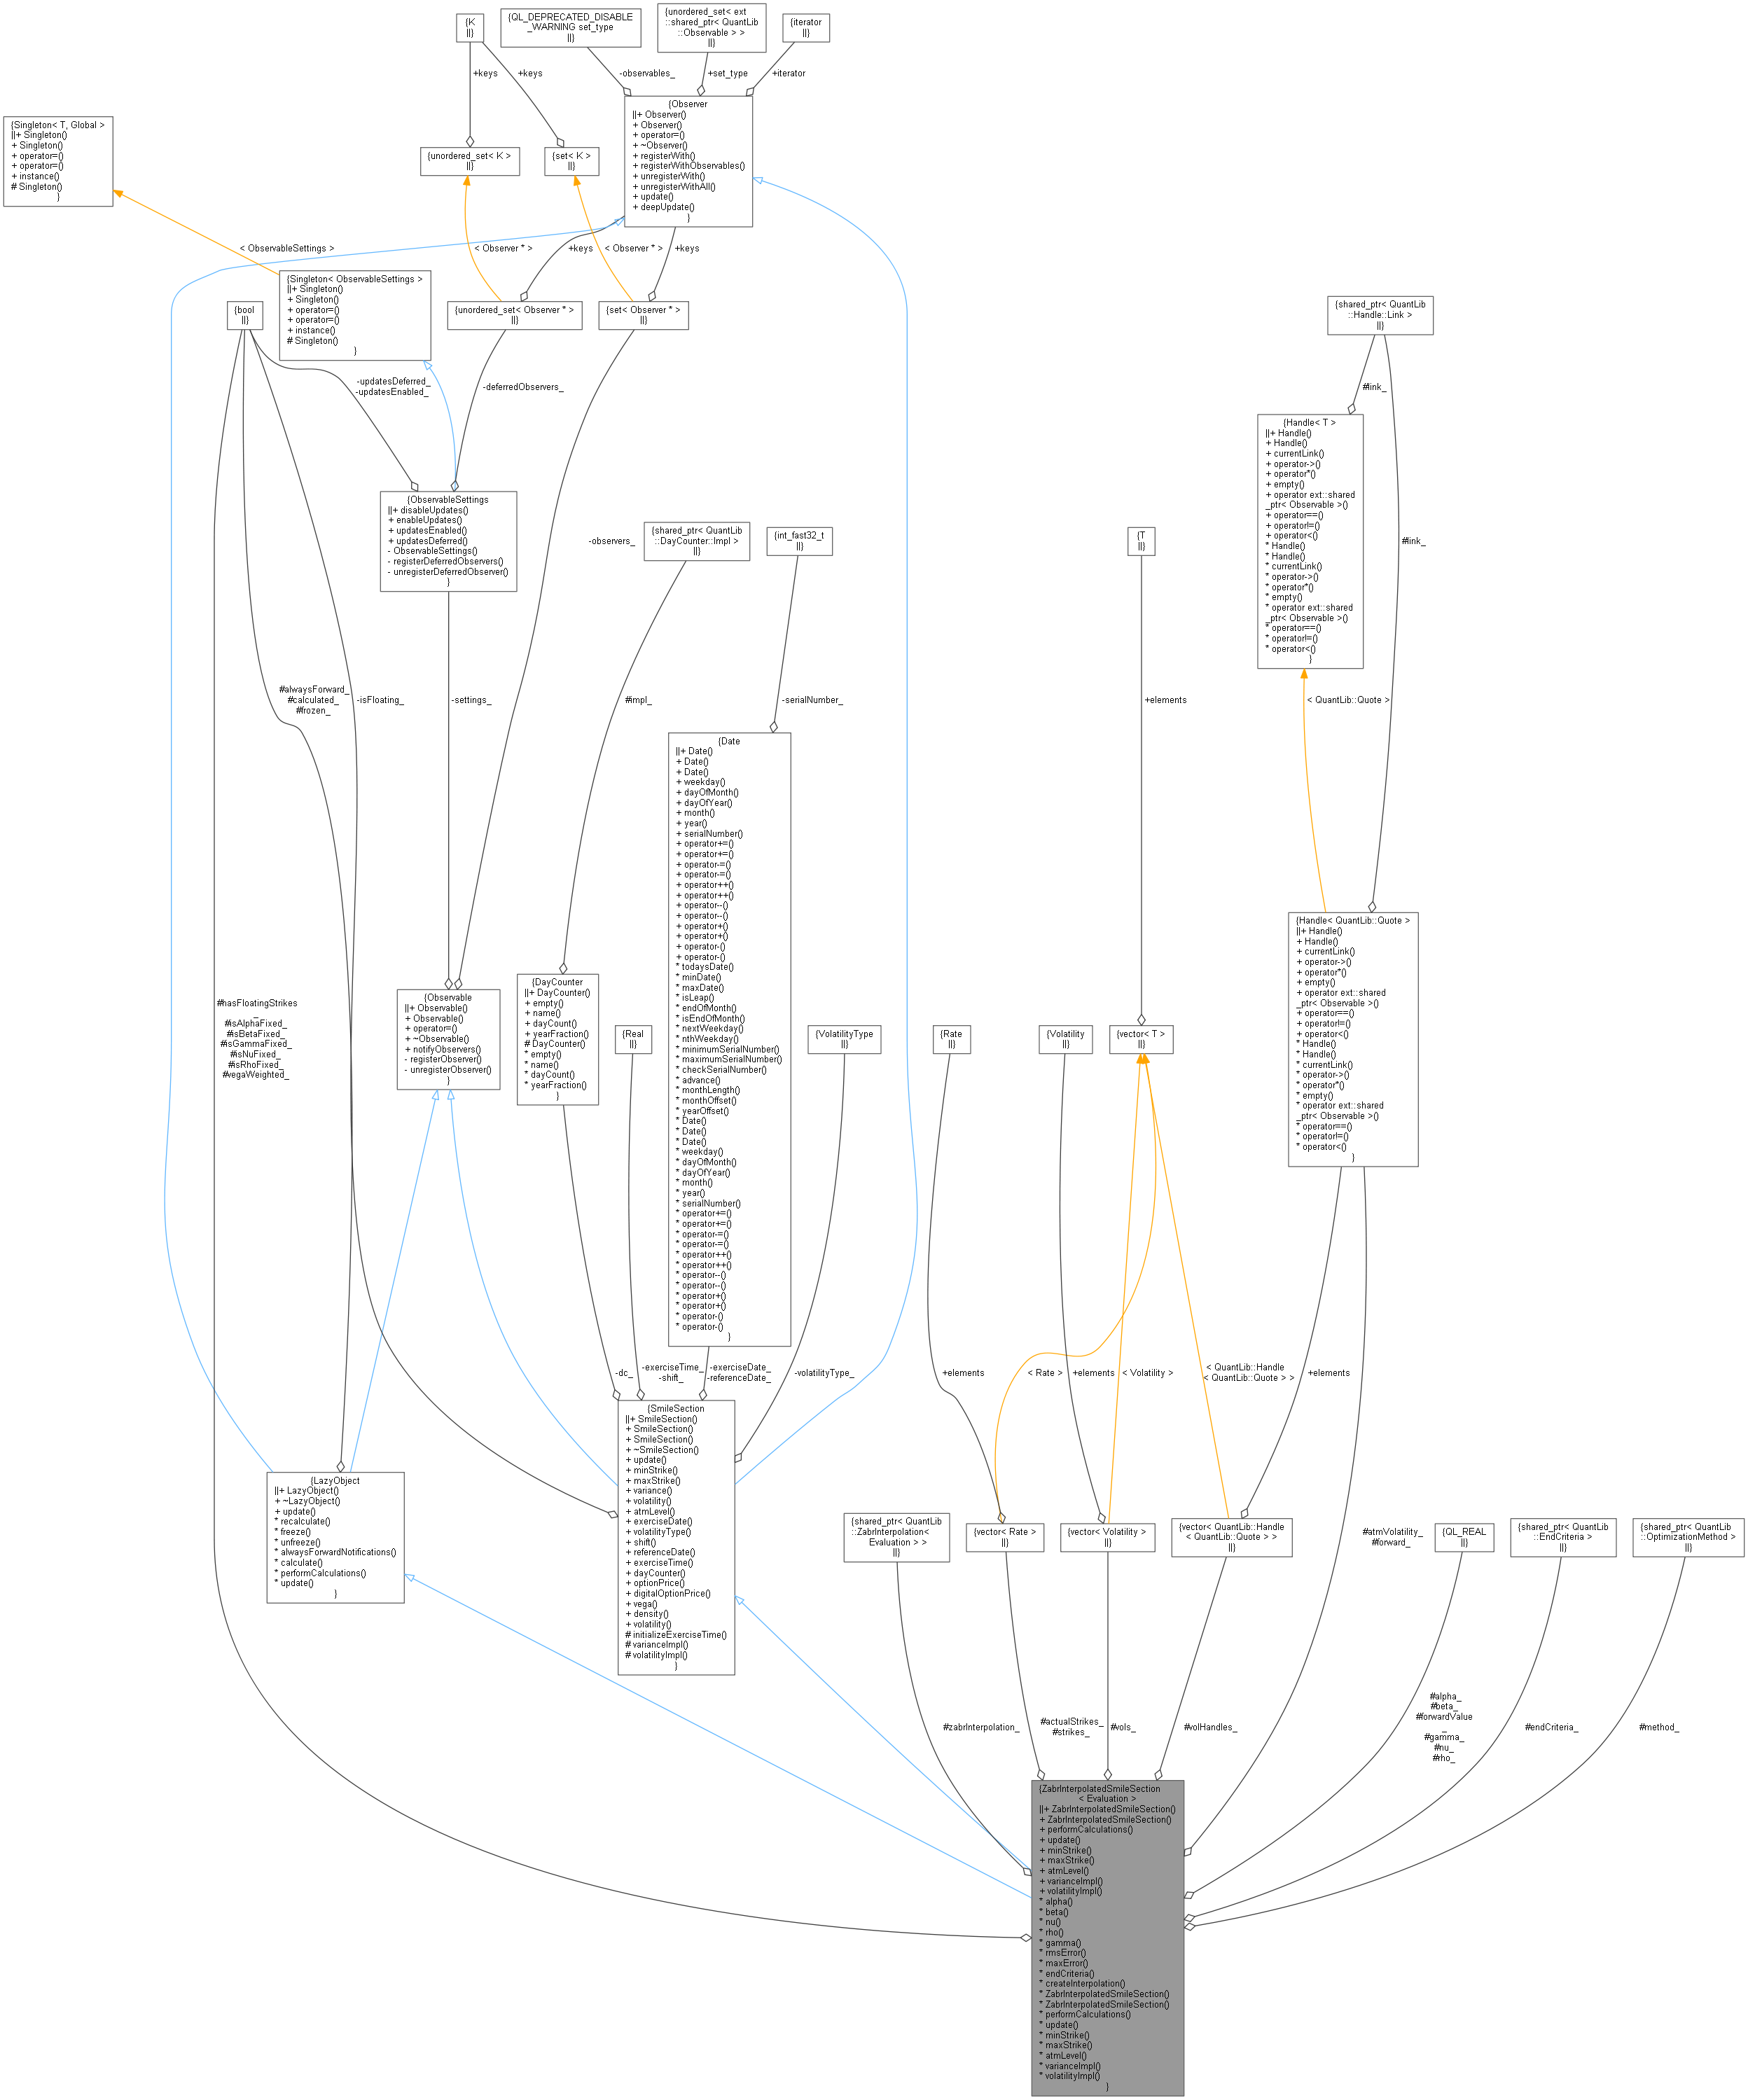 {K
||}
{QL_DEPRECATED_DISABLE
_WARNING set_type
||}
{unordered_set< ext
::shared_ptr< QuantLib
::Observable > >
||}
{iterator
||}
+keys
+keys
-observables_
+set_type
+iterator
{Singleton< T, Global >
||+ Singleton()
+ Singleton()
+ operator=()
+ operator=()
+ instance()
# Singleton()
}
{unordered_set< K >
||}
{set< K >
||}
{Observer
||+ Observer()
+ Observer()
+ operator=()
+ ~Observer()
+ registerWith()
+ registerWithObservables()
+ unregisterWith()
+ unregisterWithAll()
+ update()
+ deepUpdate()
}
< ObservableSettings >
< Observer * >
+keys
< Observer * >
+keys
{bool
||}
{Singleton< ObservableSettings >
||+ Singleton()
+ Singleton()
+ operator=()
+ operator=()
+ instance()
# Singleton()
}
{unordered_set< Observer * >
||}
{set< Observer * >
||}
{shared_ptr< QuantLib
::Handle::Link >
||}
-updatesDeferred_
-updatesEnabled_
-deferredObservers_
#link_
{Handle< T >
||+ Handle()
+ Handle()
+ currentLink()
+ operator->()
+ operator*()
+ empty()
+ operator ext::shared
_ptr< Observable >()
+ operator==()
+ operator!=()
+ operator<()
* Handle()
* Handle()
* currentLink()
* operator->()
* operator*()
* empty()
* operator ext::shared
_ptr< Observable >()
* operator==()
* operator!=()
* operator<()
}
{ObservableSettings
||+ disableUpdates()
+ enableUpdates()
+ updatesEnabled()
+ updatesDeferred()
- ObservableSettings()
- registerDeferredObservers()
- unregisterDeferredObserver()
}
-observers_
{shared_ptr< QuantLib
::DayCounter::Impl >
||}
{int_fast32_t
||}
{T
||}
#link_
#alwaysForward_
#calculated_
#frozen_
-isFloating_
-settings_
#impl_
-serialNumber_
+elements
< QuantLib::Quote >
{Date
||+ Date()
+ Date()
+ Date()
+ weekday()
+ dayOfMonth()
+ dayOfYear()
+ month()
+ year()
+ serialNumber()
+ operator+=()
+ operator+=()
+ operator-=()
+ operator-=()
+ operator++()
+ operator++()
+ operator--()
+ operator--()
+ operator+()
+ operator+()
+ operator-()
+ operator-()
* todaysDate()
* minDate()
* maxDate()
* isLeap()
* endOfMonth()
* isEndOfMonth()
* nextWeekday()
* nthWeekday()
* minimumSerialNumber()
* maximumSerialNumber()
* checkSerialNumber()
* advance()
* monthLength()
* monthOffset()
* yearOffset()
* Date()
* Date()
* Date()
* weekday()
* dayOfMonth()
* dayOfYear()
* month()
* year()
* serialNumber()
* operator+=()
* operator+=()
* operator-=()
* operator-=()
* operator++()
* operator++()
* operator--()
* operator--()
* operator+()
* operator+()
* operator-()
* operator-()
}
{Handle< QuantLib::Quote >
||+ Handle()
+ Handle()
+ currentLink()
+ operator->()
+ operator*()
+ empty()
+ operator ext::shared
_ptr< Observable >()
+ operator==()
+ operator!=()
+ operator<()
* Handle()
* Handle()
* currentLink()
* operator->()
* operator*()
* empty()
* operator ext::shared
_ptr< Observable >()
* operator==()
* operator!=()
* operator<()
}
#hasFloatingStrikes
_
#isAlphaFixed_
#isBetaFixed_
#isGammaFixed_
#isNuFixed_
#isRhoFixed_
#vegaWeighted_
{Observable
||+ Observable()
+ Observable()
+ operator=()
+ ~Observable()
+ notifyObservers()
- registerObserver()
- unregisterObserver()
}
{DayCounter
||+ DayCounter()
+ empty()
+ name()
+ dayCount()
+ yearFraction()
# DayCounter()
* empty()
* name()
* dayCount()
* yearFraction()
}
{Real
||}
{VolatilityType
||}
{Rate
||}
{Volatility
||}
{vector< T >
||}
-dc_
-exerciseTime_
-shift_
-exerciseDate_
-referenceDate_
-volatilityType_
+elements
< Rate >
+elements
< Volatility >
< QuantLib::Handle
< QuantLib::Quote > >
+elements
{LazyObject
||+ LazyObject()
+ ~LazyObject()
+ update()
* recalculate()
* freeze()
* unfreeze()
* alwaysForwardNotifications()
* calculate()
* performCalculations()
* update()
}
{SmileSection
||+ SmileSection()
+ SmileSection()
+ SmileSection()
+ ~SmileSection()
+ update()
+ minStrike()
+ maxStrike()
+ variance()
+ volatility()
+ atmLevel()
+ exerciseDate()
+ volatilityType()
+ shift()
+ referenceDate()
+ exerciseTime()
+ dayCounter()
+ optionPrice()
+ digitalOptionPrice()
+ vega()
+ density()
+ volatility()
# initializeExerciseTime()
# varianceImpl()
# volatilityImpl()
}
{shared_ptr< QuantLib
::ZabrInterpolation<
Evaluation > >
||}
{vector< Rate >
||}
{vector< Volatility >
||}
{vector< QuantLib::Handle
< QuantLib::Quote > >
||}
#atmVolatility_
#forward_
{QL_REAL
||}
{shared_ptr< QuantLib
::EndCriteria >
||}
{shared_ptr< QuantLib
::OptimizationMethod >
||}
#zabrInterpolation_
#actualStrikes_
#strikes_
#vols_
#volHandles_
#alpha_
#beta_
#forwardValue
_
#gamma_
#nu_
#rho_
#endCriteria_
#method_
{ZabrInterpolatedSmileSection
< Evaluation >
||+ ZabrInterpolatedSmileSection()
+ ZabrInterpolatedSmileSection()
+ performCalculations()
+ update()
+ minStrike()
+ maxStrike()
+ atmLevel()
+ varianceImpl()
+ volatilityImpl()
* alpha()
* beta()
* nu()
* rho()
* gamma()
* rmsError()
* maxError()
* endCriteria()
* createInterpolation()
* ZabrInterpolatedSmileSection()
* ZabrInterpolatedSmileSection()
* performCalculations()
* update()
* minStrike()
* maxStrike()
* atmLevel()
* varianceImpl()
* volatilityImpl()
}